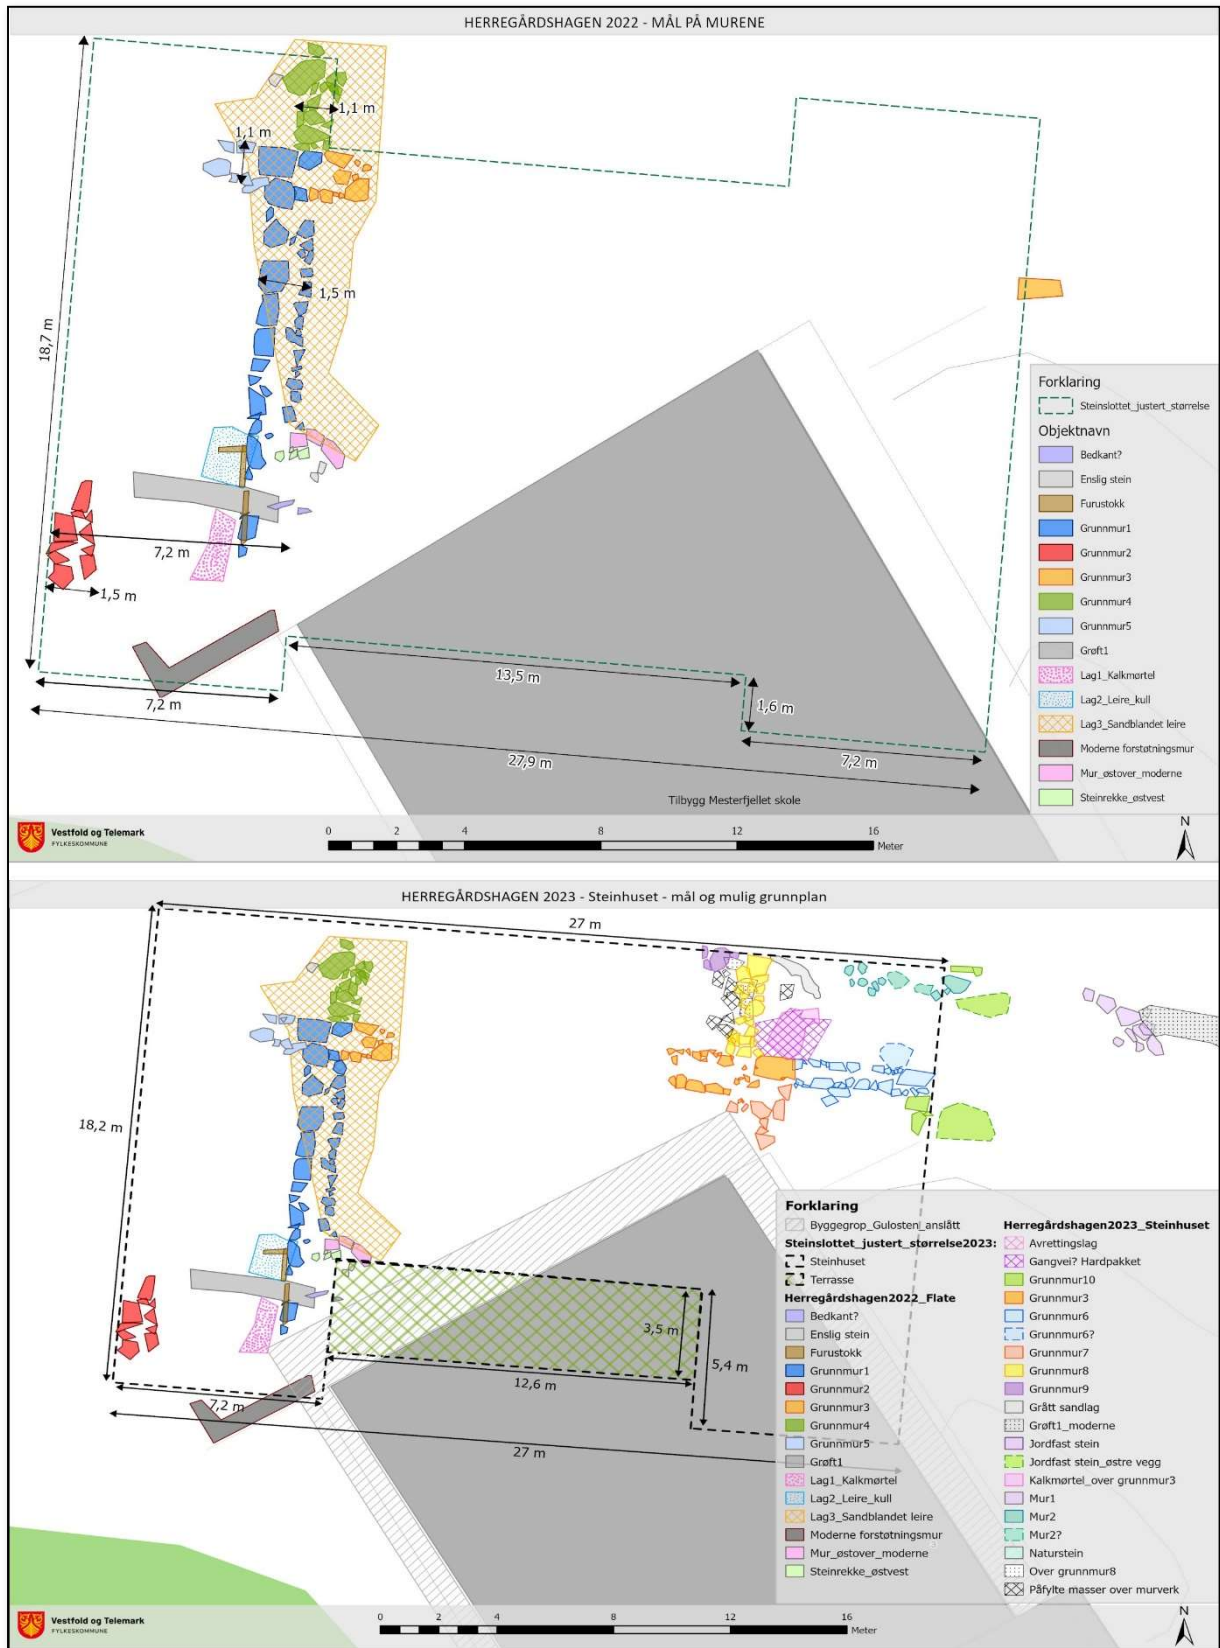 HERREGÅRDSHAGEN 2022 - MÅL PÅ MURENE
1,1 m
1,1 m
1,5 m
18,7 m
7,2 m
1,5 m
13,5 m
1,6 m
7,2 m
7,2 m
27,9 m
Tilbygg Mesterfjellet skole
Forklaring
Steinslottet_justert_størrelse
Objektnavn
Bedkant?
Enslig stein
Furustokk
Grunnmur1
Grunnmur2
Grunnmur3
Grunnmur4
Grunnmur5
Grøft1
Lag1_Kalkmørtel
Lag2_Leire_kull
Lag3_Sandblandet leire
Moderne forstøtningsmur
Mur_østover_moderne
Steinrekke_østvest
Vestfold og Telemark
FYLKESKOMMUNE
0 2 4 8 12 16
Meter
N
HERREGÅRDSHAGEN 2023 - Steinhuset - mål og mulig grunnplan
27 m
18,2 m
3,5 m
5,4 m
12,6 m
7,2 m
27 m
Forklaring
Byggegrop_Gulosten_anslått
Steinslottet_justert_størrelse2023:
Steinhuset
Terrasse
Herregårdshagen2022_Flate
Bedkant?
Enslig stein
Furustokk
Grunnmur1
Grunnmur2
Grunnmur3
Grunnmur4
Grunnmur5
Grøft1
Lag1_Kalkmørtel
Lag2_Leire_kull
Lag3_Sandblandet leire
Moderne forstøtningsmur
Mur_østover_moderne
Steinrekke_østvest
Herregårdshagen2023_Steinhuset
Avrettingslag
Gangvei? Hardpakket
Grunnmur10
Grunnmur3
Grunnmur6
Grunnmur6?
Grunnmur7
Grunnmur8
Grunnmur9
Grått sandlag
Grøft1_moderne
Jordfast stein
Jordfast stein_østre vegg
Kalkmørtel_over grunnmur3
Mur1
Mur2
Mur2?
Naturstein
Over grunnmur8
Påfylte masser over murverk
Vestfold og Telemark
FYLKESKOMMUNE
0 2 4 8 12 16
Meter
N